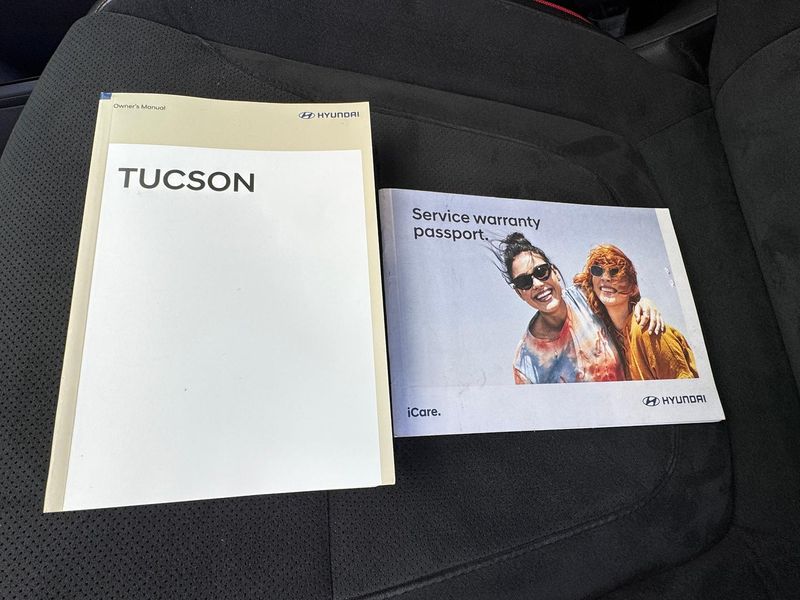 Owner's Manual
HYUNDAI
TUCSON
Service warranty
passport.
iCare.
HYUNDAI